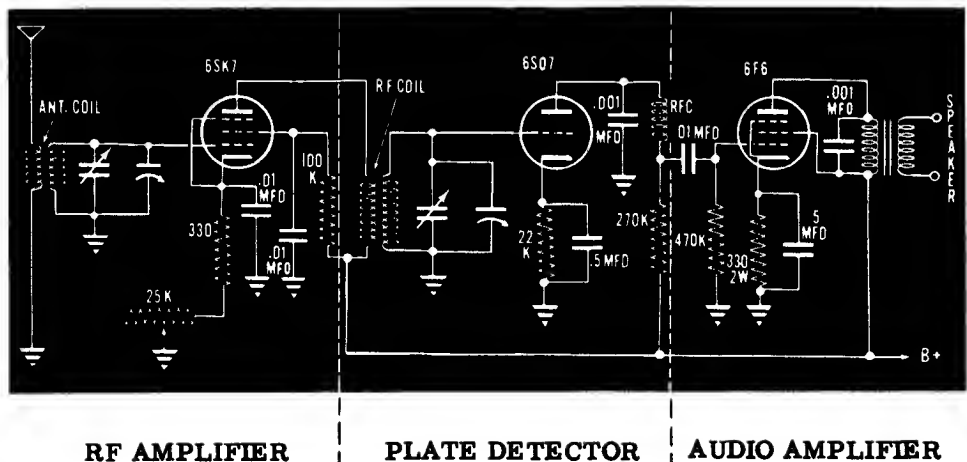 6SK7
ANT. COIL
RF COIL
.01
MFD
.01
MFD
100
K
330
25K
6SQ7
.001
MFD
RFC
.01 MFD
22
K
.5 MFD
270K
470K
6F6
.001
MFD
330
2W
.5
MFD
SPEAKER
B+
RF AMPLIFIER
PLATE DETECTOR
AUDIO AMPLIFIER